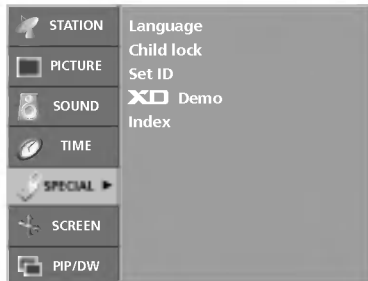 STATION
PICTURE
SOUND
TIME
SPECIAL ►
SCREEN
PIP/DW
Language
Child lock
Set ID
XD Demo
Index